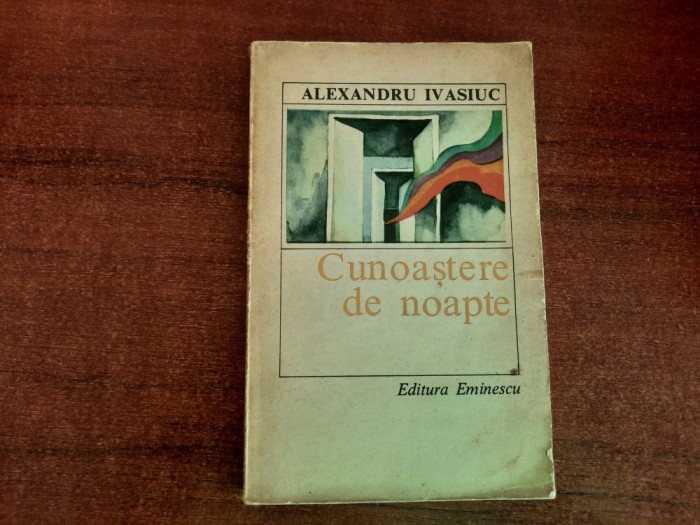 ALEXANDRU IVASIUC
Cunoaștere
de noapte
Editura Eminescu